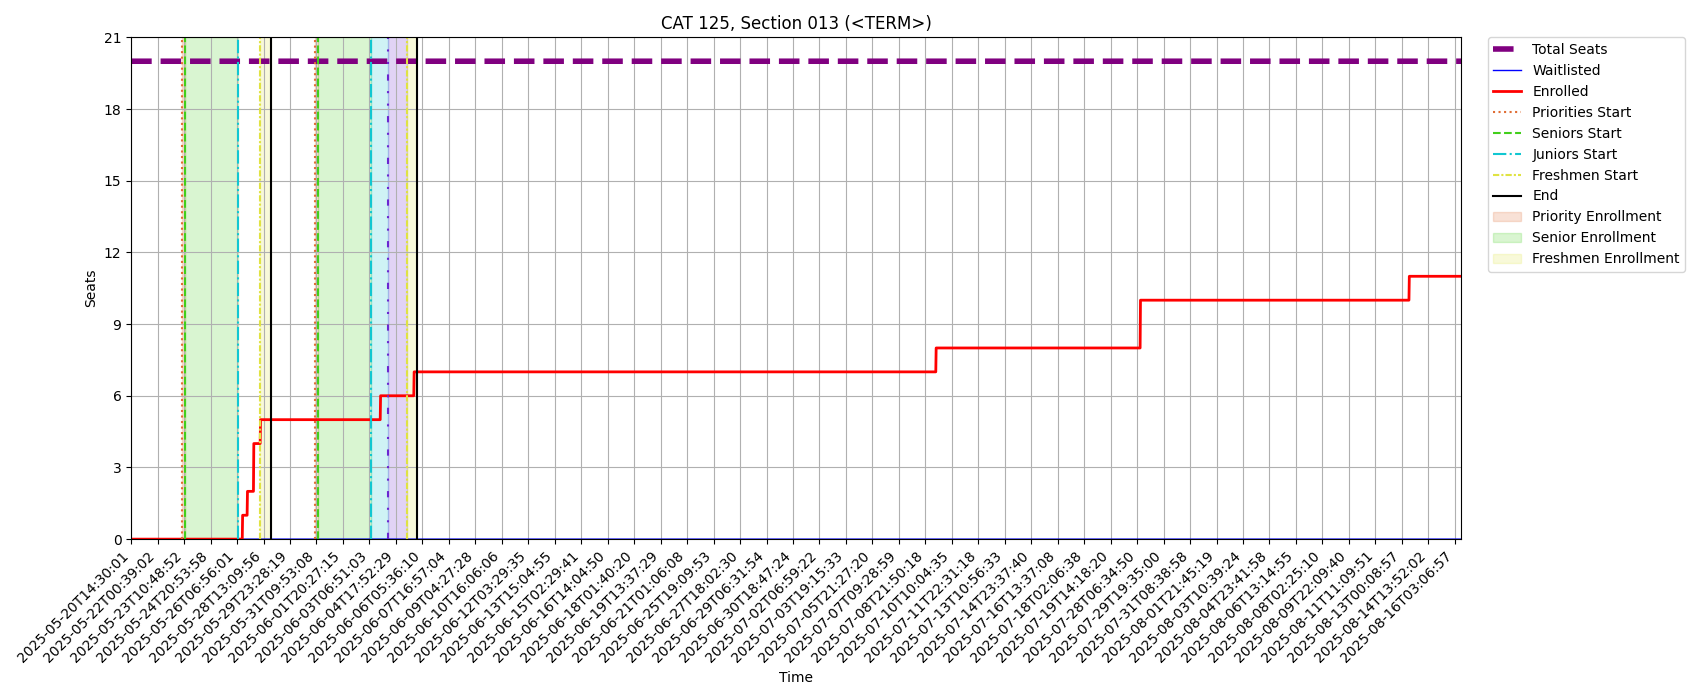 CAT 125, Section 013 (<TERM>)
21
18
15
12
9
6
3
0
Seats
2025-05-20T14:30:01
2025-05-22T00:39:02
2025-05-23T10:48:52
2025-05-24T20:53:58
2025-05-26T06:56:01
2025-05-28T13:09:56
2025-05-29T23:28:19
2025-05-31T09:53:08
2025-06-01T20:27:15
2025-06-03T06:51:03
2025-06-04T17:52:29
2025-06-06T05:36:10
2025-06-07T16:57:04
2025-06-09T04:27:28
2025-06-10T16:06:06
2025-06-12T03:29:35
2025-06-13T15:04:55
2025-06-15T02:29:41
2025-06-16T14:04:50
2025-06-18T01:40:20
2025-06-19T13:37:29
2025-06-21T01:06:08
2025-06-25T19:09:53
2025-06-27T18:02:30
2025-06-29T06:31:54
2025-06-30T18:47:24
2025-07-02T06:59:22
2025-07-03T19:15:33
2025-07-05T21:27:20
2025-07-07T09:28:59
2025-07-08T21:50:18
2025-07-10T10:04:35
2025-07-11T22:31:18
2025-07-13T10:56:33
2025-07-14T23:37:40
2025-07-16T13:37:08
2025-07-18T02:06:38
2025-07-19T14:18:20
2025-07-28T06:34:50
2025-07-29T19:35:00
2025-07-31T08:38:58
2025-08-01T21:45:19
2025-08-03T10:39:24
2025-08-04T23:41:58
2025-08-06T13:14:55
2025-08-08T02:25:10
2025-08-09T22:09:40
2025-08-11T11:09:51
2025-08-13T00:08:57
2025-08-14T13:52:02
2025-08-16T03:06:57
Time
Total Seats
Waitlisted
Enrolled
Priorities Start
Seniors Start
Juniors Start
Freshmen Start
End
Priority Enrollment
Senior Enrollment
Freshmen Enrollment